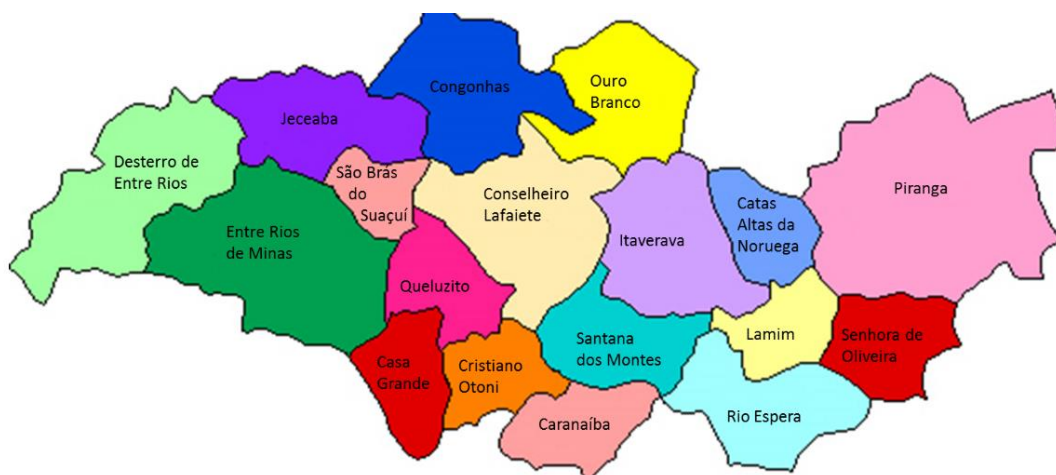 Congonhas
Ouro
Branco
Jeceaba
Desterro de
Entre Rios
São Brás
do
Suaçuí
Conselheiro
Lafaiete
Catas
Altas da
Noruega
Piranga
Entre Rios
de Minas
Itaverava
Queluzito
Santana
dos Montes
Lamim
Senhora de
Oliveira
Casa
Grande
Cristiano
Otoni
Caranaíba
Rio Espera